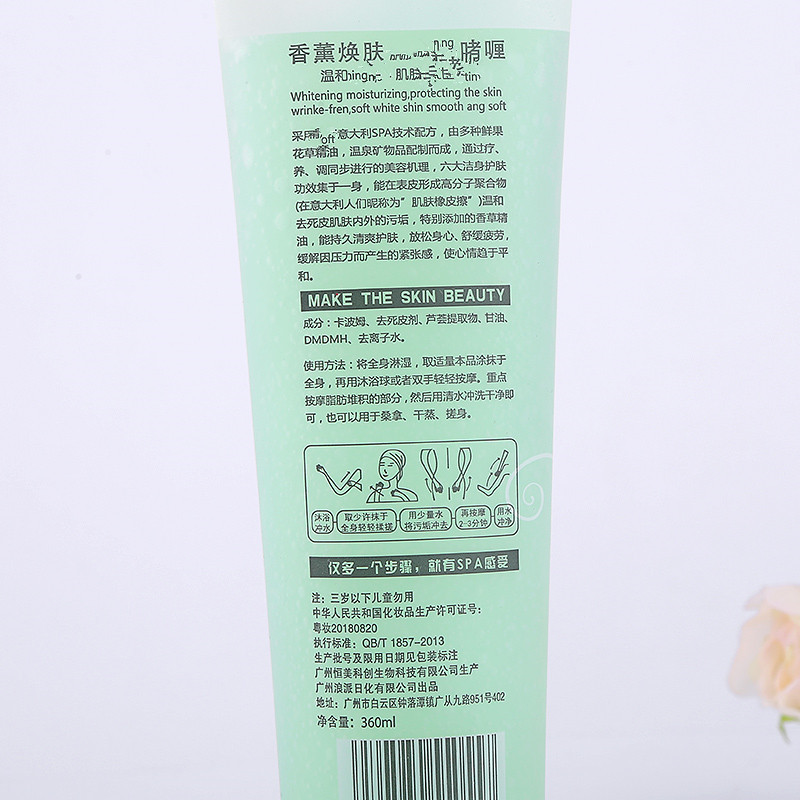 香薰焕肤 啫喱
温和 肌肤
Whitening moisturizing,protecting the skin
wrinke-fren,soft white shin smooth ang soft
意大利SPA技术配方，由多种鲜果
花草精油，温泉矿物品配制而成，通过疗、
养、调同步进行的美容机理，六大洁身护肤
功效集于一身，能在表皮形成高分子聚合物
(在意大利人们昵称为"肌肤橡皮擦")温和
去死皮肌肤内外的污垢，特别添加的香草精
油，能持久清爽护肤，放松身心、舒缓疲劳，
缓解因压力而产生的紧张感，使心情趋于平
和。
MAKE THE SKIN BEAUTY
成分：卡波姆、去死皮剂、芦荟提取物、甘油、
DMDMH、去离子水。
使用方法：将全身淋湿，取适量本品涂抹于
全身，再用沐浴球或者双手轻轻按摩。重点
按摩脂肪堆积的部分，然后用清水冲洗干净即
可，也可以用于桑拿、干蒸、搓身。
沐浴冲水 取少许抹于全身轻轻揉搓 用少量水将污垢冲去 再按摩2-3分钟 用水冲净
仅多一个步骤，就有SPA感受
注：三岁以下儿童勿用
中华人民共和国化妆品生产许可证号：
粤妆20180820
执行标准：QB/T 1857-2013
生产批号及限用日期见包装标注
广州恒美科创生物科技有限公司生产
广州浪派日化有限公司出品
地址：广州市白云区钟落潭镇广从九路951号402
净含量：360ml